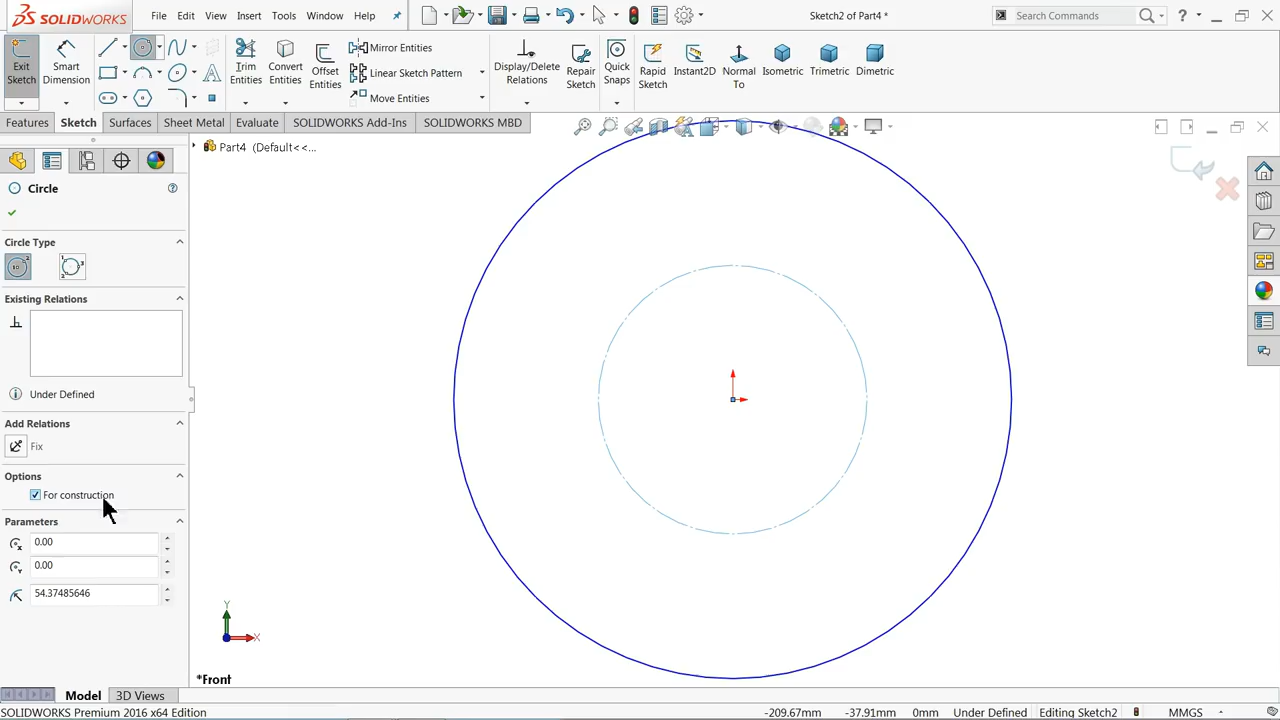 SOLIDWORKS File Edit View Insert Tools Window Help Sketch2 of Part4 * Search Commands ?
Exit Sketch Smart Dimension Trim Entities Convert Entities Offset Entities Mirror Entities Linear Sketch Pattern Move Entities Display/Delete Relations Repair Sketch Quick Snaps Rapid Sketch Instant2D Normal To Isometric Trimetric Dimetric
Features Sketch Surfaces Sheet Metal Evaluate SOLIDWORKS Add-Ins SOLIDWORKS MBD
Part4 (Default<<...
Circle
Circle Type
Existing Relations
Under Defined
Add Relations
Fix
Options
For construction
Parameters
0.00
0.00
54.37485646
Y
X
*Front
Model 3D Views
SOLIDWORKS Premium 2016 x64 Edition -209.67mm -37.91mm 0mm Under Defined Editing Sketch2 MMGS